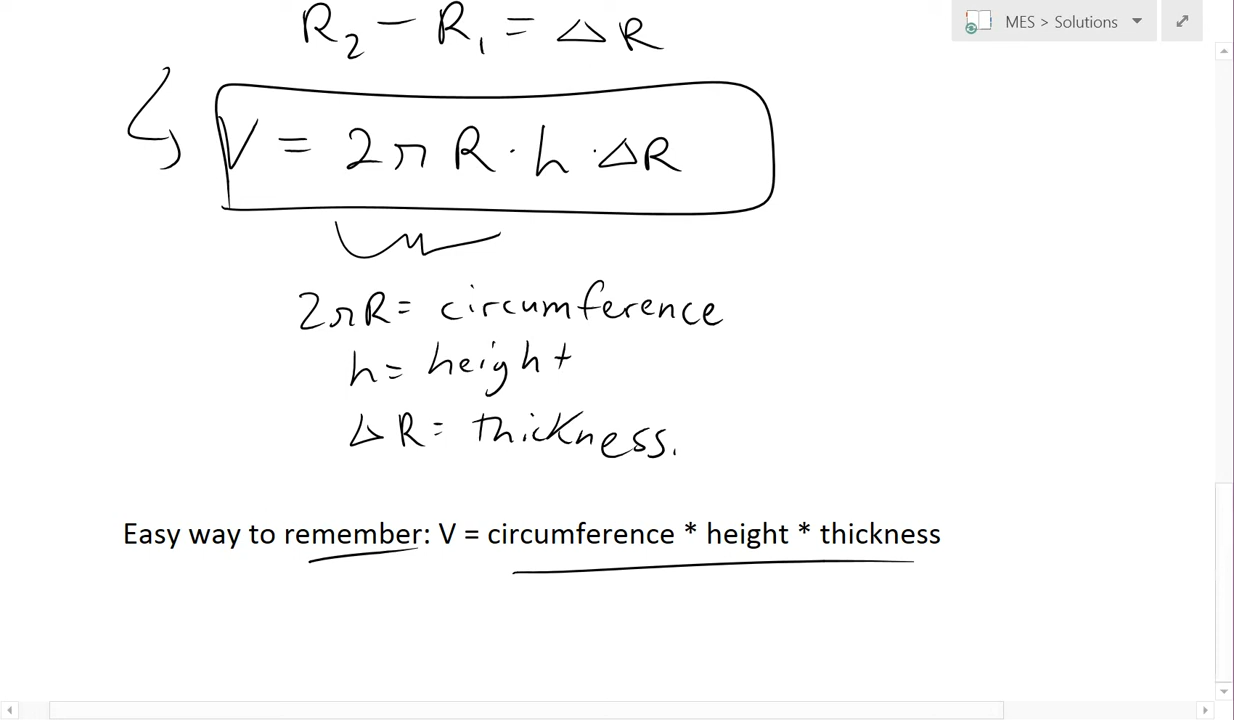 MES > Solutions
R₂ − R₁ = ΔR
V = 2πR · h · ΔR
2πR = circumference
h = height
ΔR = thickness.
Easy way to remember: V = circumference * height * thickness